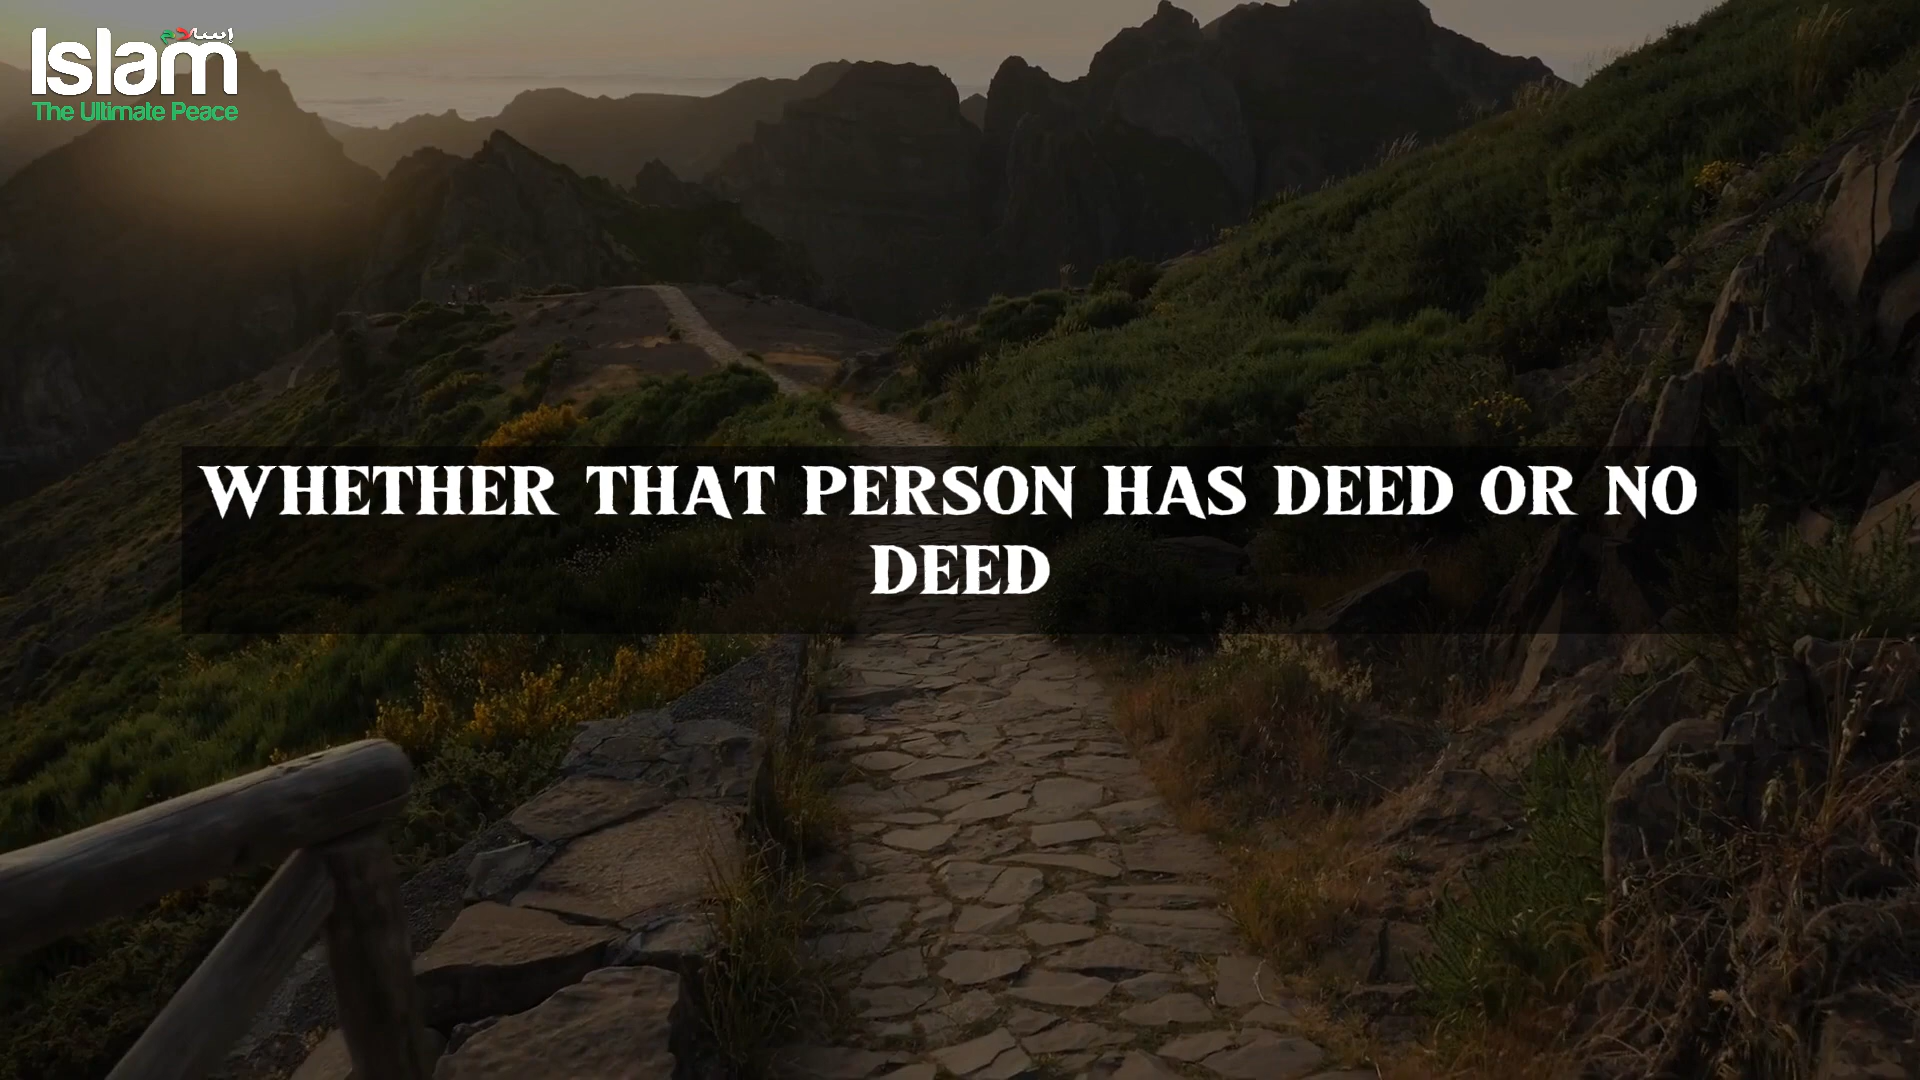 إسلام
Islam
The Ultimate Peace
WHETHER THAT PERSON HAS DEED OR NO
DEED